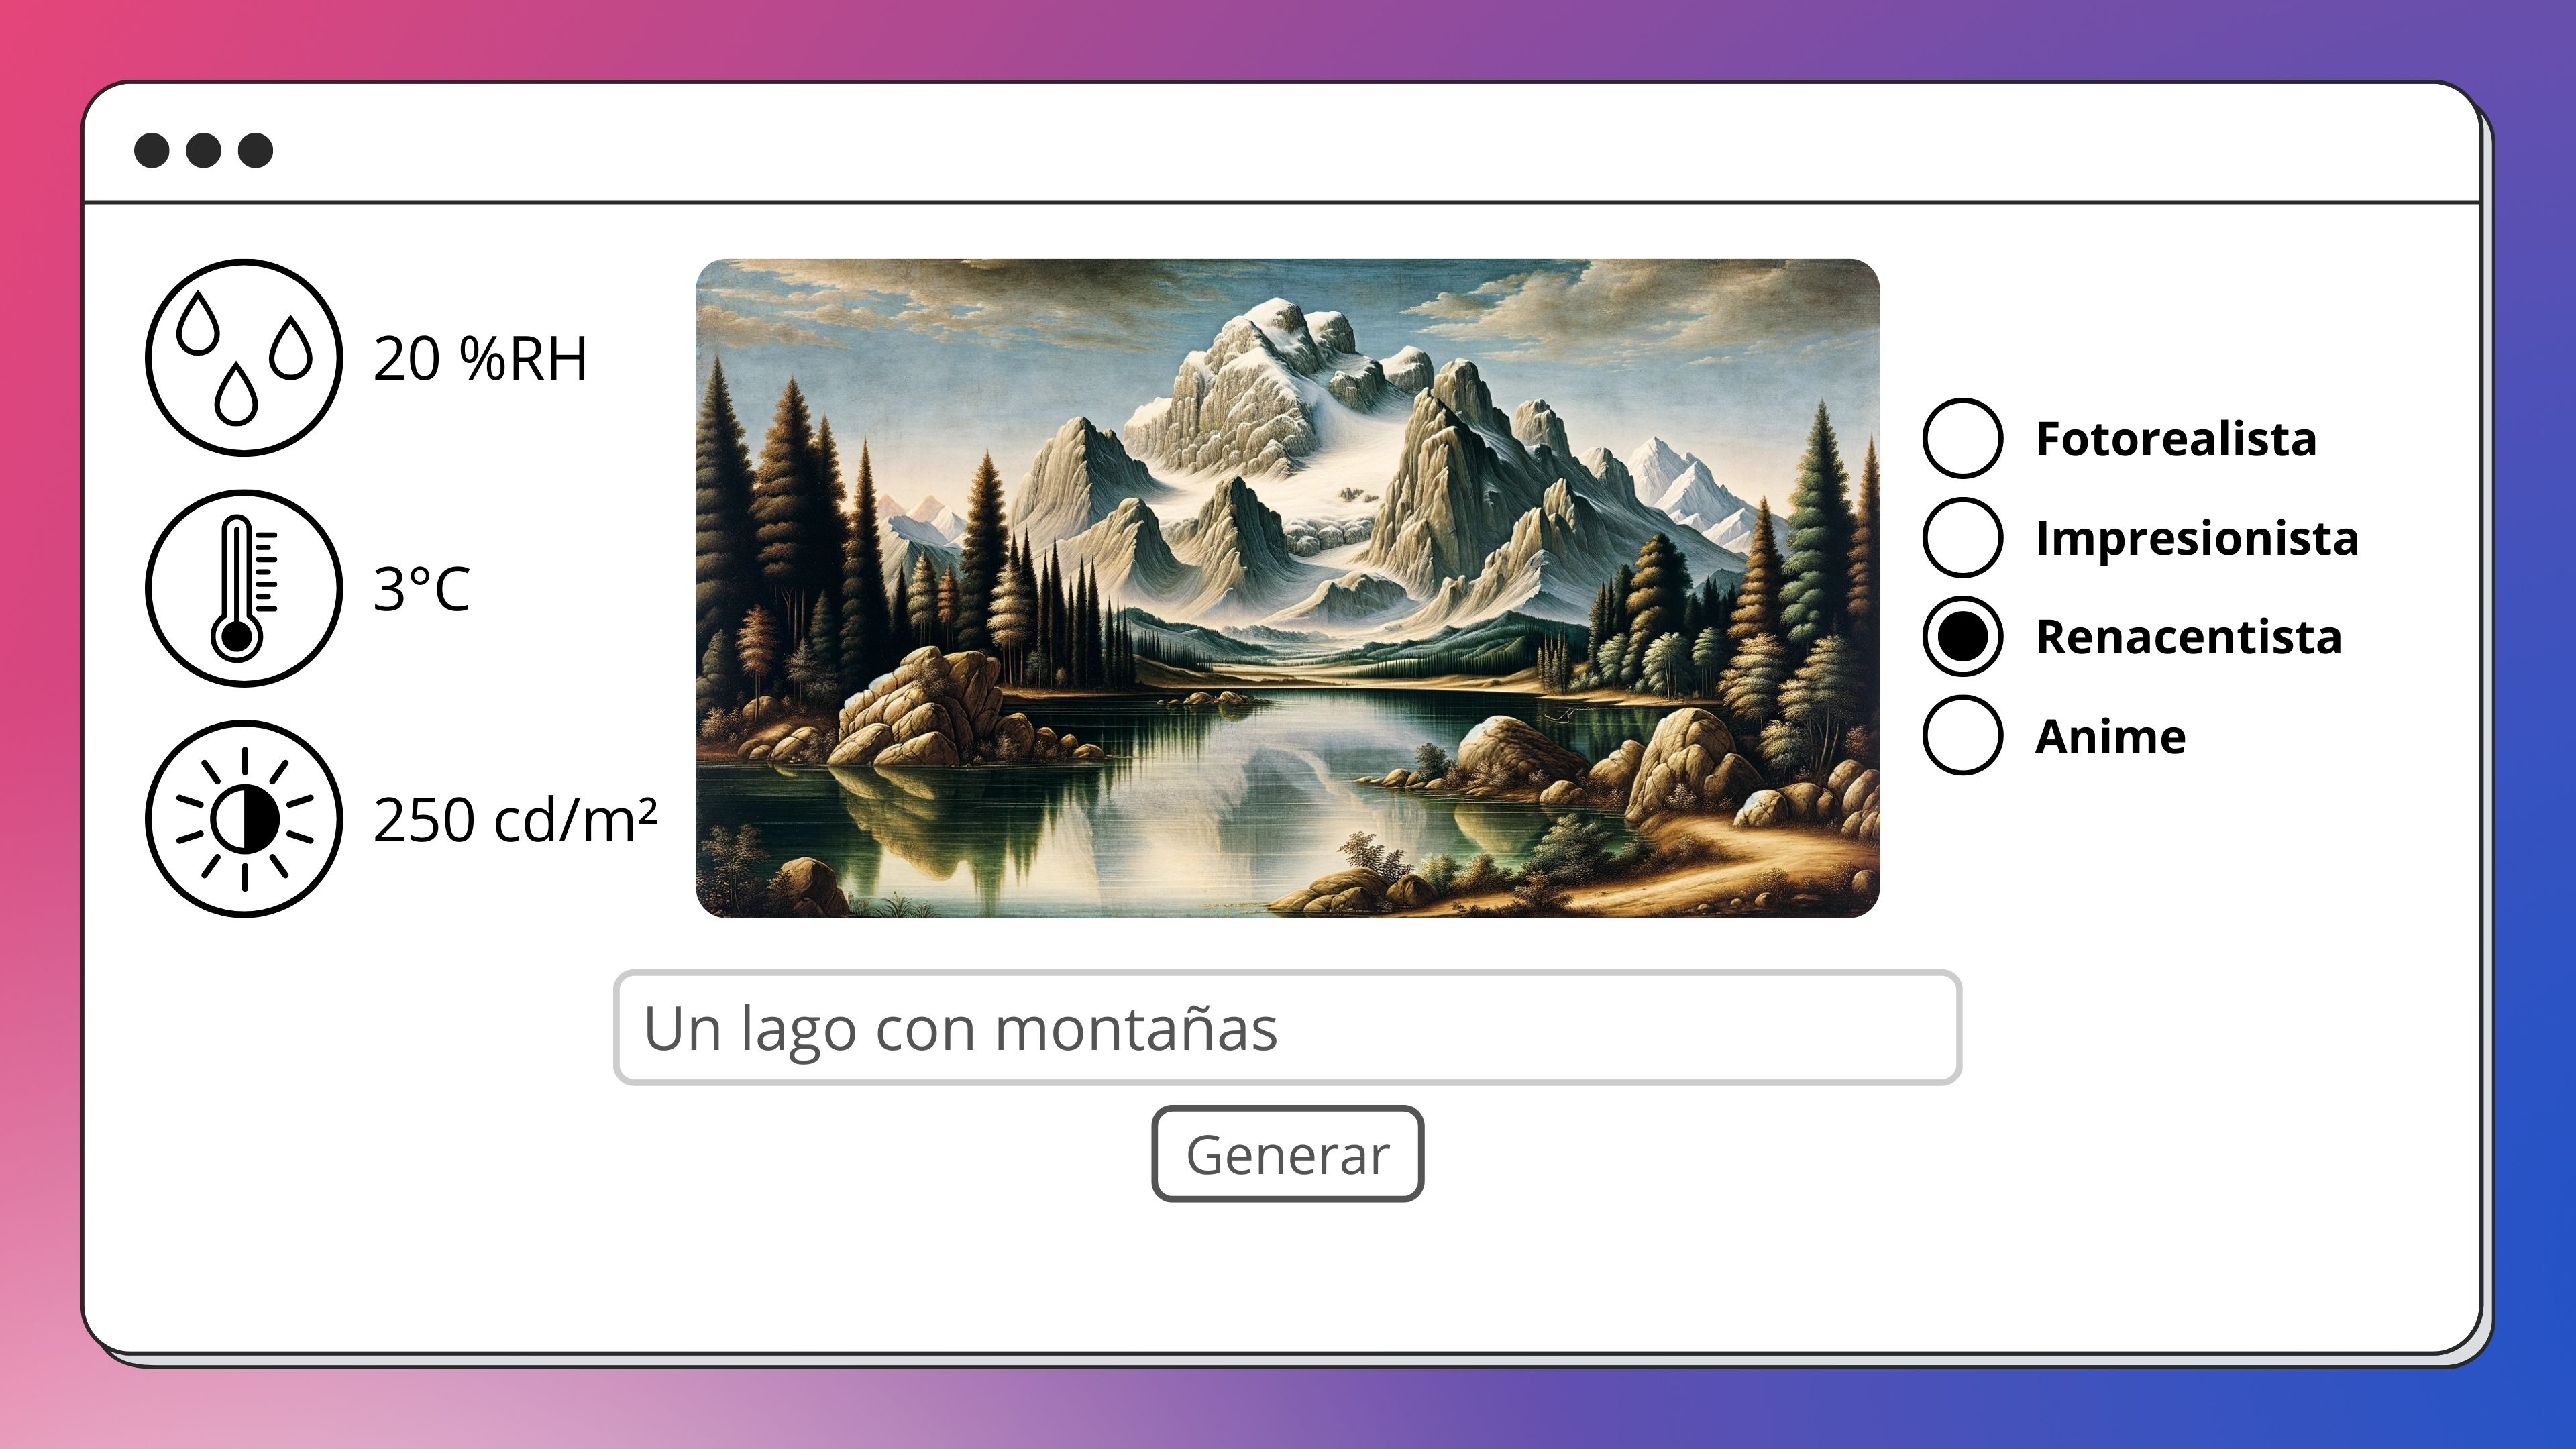 20 %RH
3°C
250 cd/m²
Fotorealista
Impresionista
Renacentista
Anime
Un lago con montañas
Generar